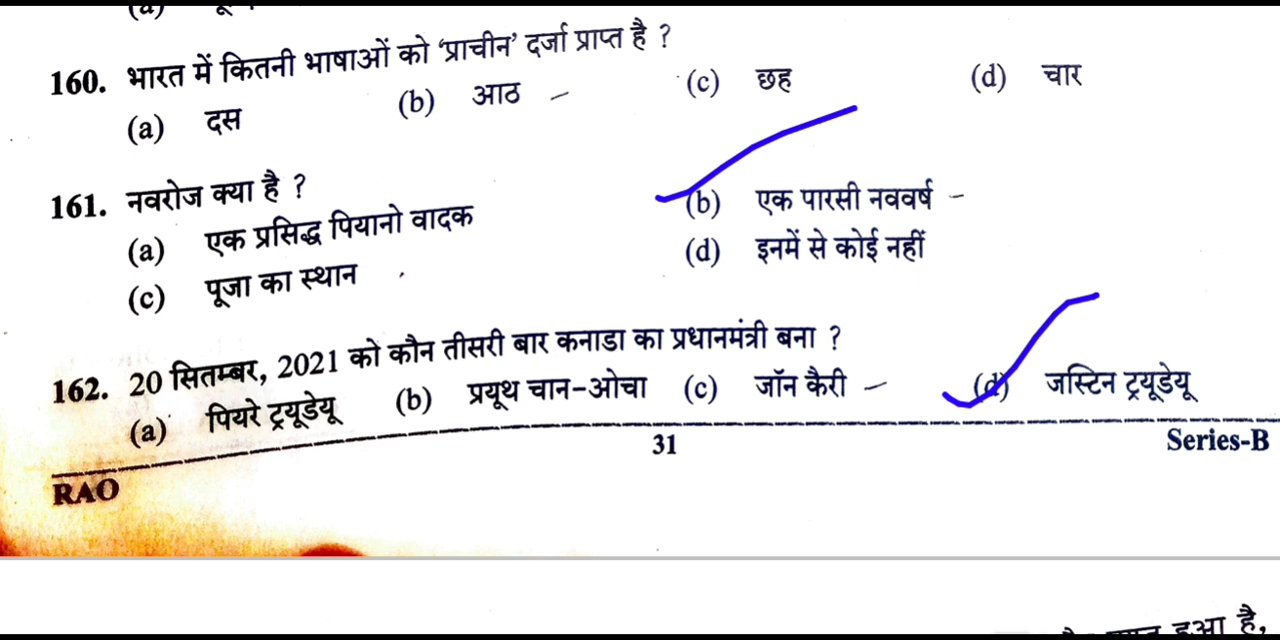 160. भारत में कितनी भाषाओं को ‘प्राचीन’ दर्जा प्राप्त है ?
(a) दस (b) आठ (c) छह (d) चार
161. नवरोज क्या है ?
(a) एक प्रसिद्ध पियानो वादक (b) एक पारसी नववर्ष
(c) पूजा का स्थान (d) इनमें से कोई नहीं
162. 20 सितम्बर, 2021 को कौन तीसरी बार कनाडा का प्रधानमंत्री बना ?
(a) पियरे ट्रयूडेयू (b) प्रयूथ चान-ओचा (c) जॉन कैरी (d) जस्टिन ट्रयूडेयू
RAO 31 Series-B
हुआ है,